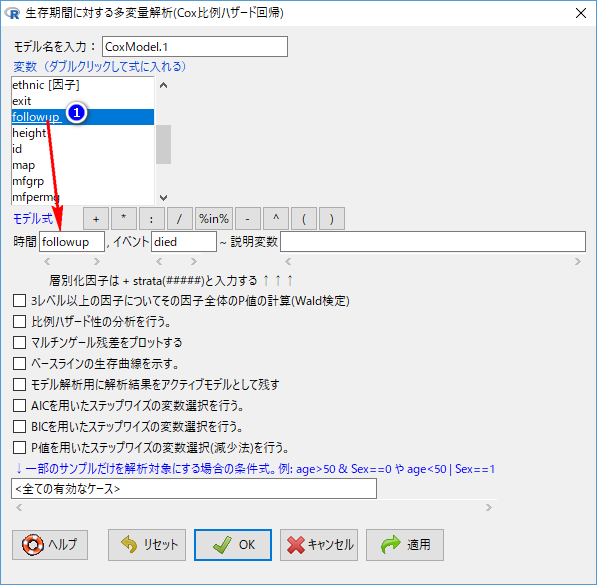 生存期間に対する多変量解析(Cox比例ハザード回帰)
モデル名を入力： CoxModel.1
変数（ダブルクリックして式に入れる）
ethnic [因子]
exit
followup 1
height
id
map
mfgrp
mfpermg
モデル式 + * : / %in% - ^ ( )
時間 followup , イベント died ~ 説明変数
層別化因子は + strata(#####)と入力する ↑ ↑ ↑
3レベル以上の因子についてその因子全体のP値の計算(Wald検定)
比例ハザード性の分析を行う。
マルチンゲール残差をプロットする
ベースラインの生存曲線を示す。
モデル解析用に解析結果をアクティブモデルとして残す
AICを用いたステップワイズの変数選択を行う。
BICを用いたステップワイズの変数選択を行う。
P値を用いたステップワイズの変数選択(減少法)を行う。
↓一部のサンプルだけを解析対象にする場合の条件式。例: age>50 & Sex==0 や age<50 | Sex==1
<全ての有効なケース>
ヘルプ リセット OK キャンセル 適用